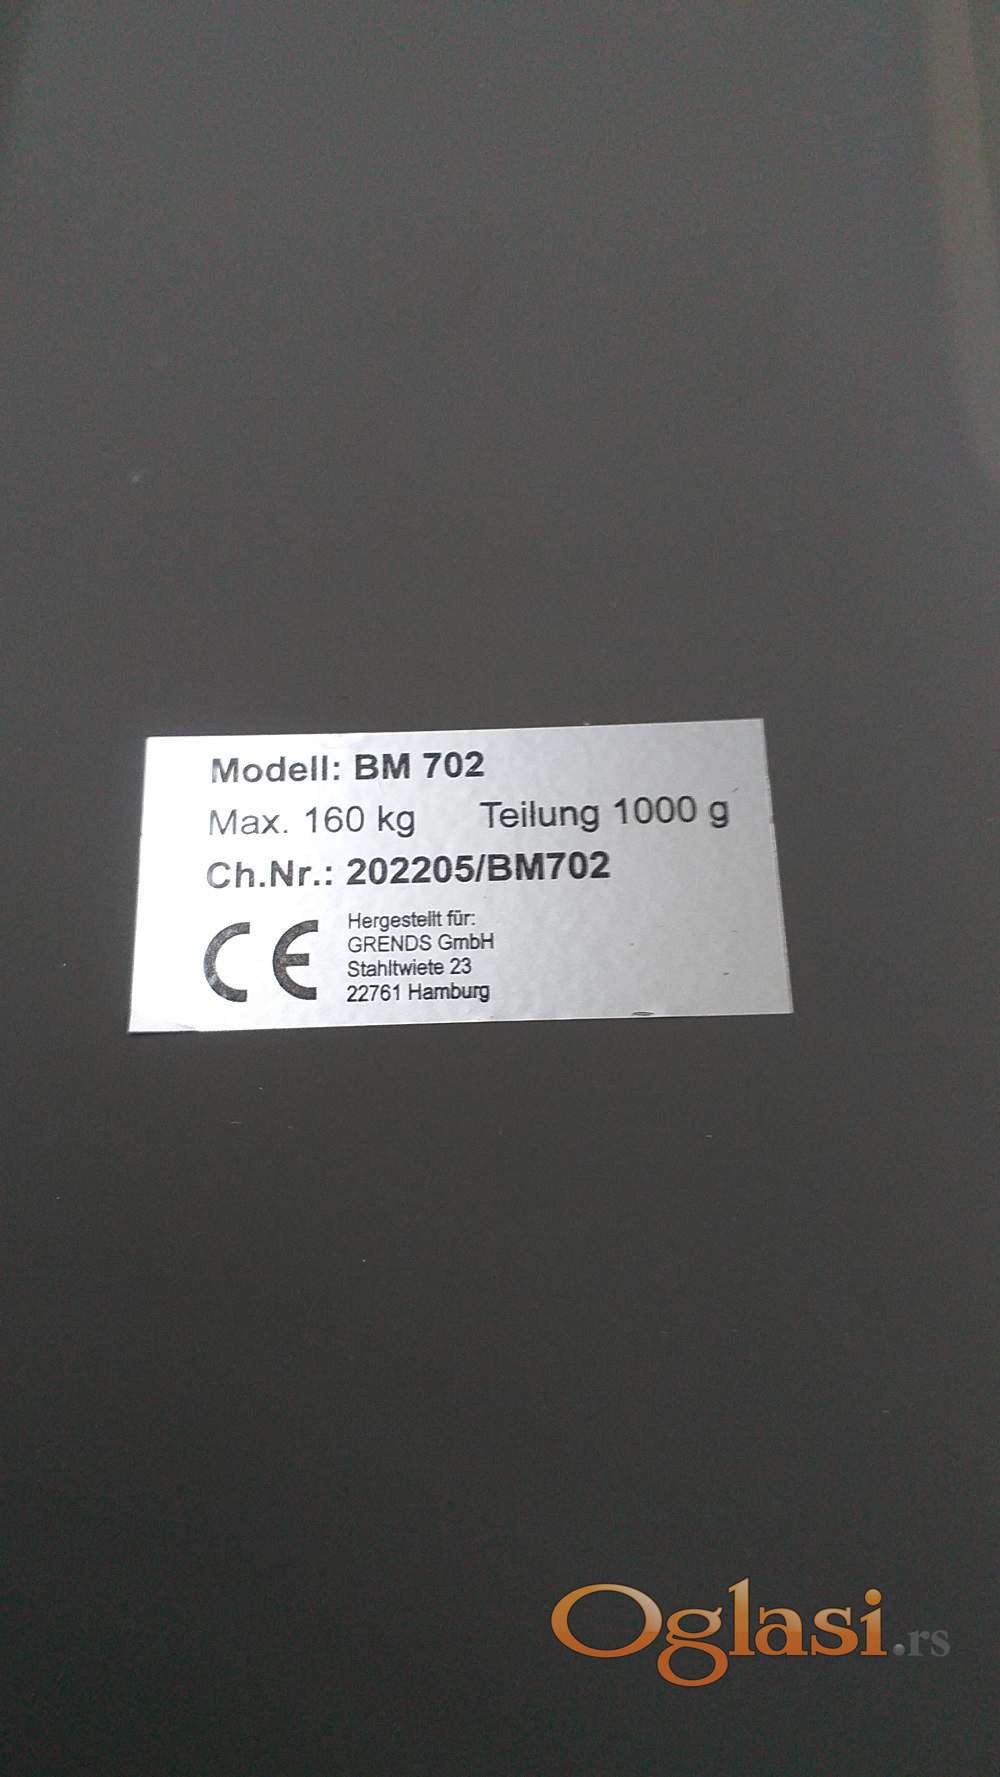 Modell: BM 702
Max. 160 kg Teilung 1000 g
Ch.Nr.: 202205/BM702
CE
Hergestellt für:
GRENDS GmbH
Stahltwiete 23
22761 Hamburg
Oglasi.rs